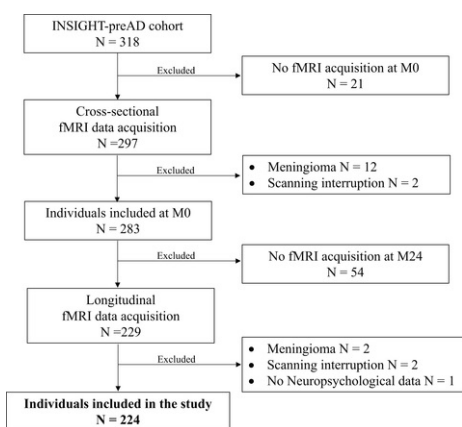 INSIGHT-preAD cohort
N = 318
Excluded
No fMRI acquisition at M0
N = 21
Cross-sectional
fMRI data acquisition
N =297
Excluded
• Meningioma N = 12
• Scanning interruption N = 2
Individuals included at M0
N = 283
Excluded
No fMRI acquisition at M24
N = 54
Longitudinal
fMRI data acquisition
N =229
Excluded
• Meningioma N = 2
• Scanning interruption N = 2
• No Neuropsychological data N = 1
Individuals included in the study
N = 224